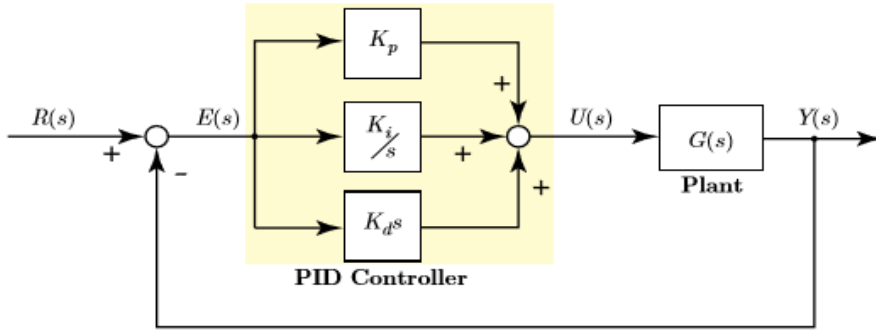 K_p
+
R(s)
E(s)
K_i
/s
U(s)
G(s)
Y(s)
+
+
-
+
Plant
K_d s
PID Controller